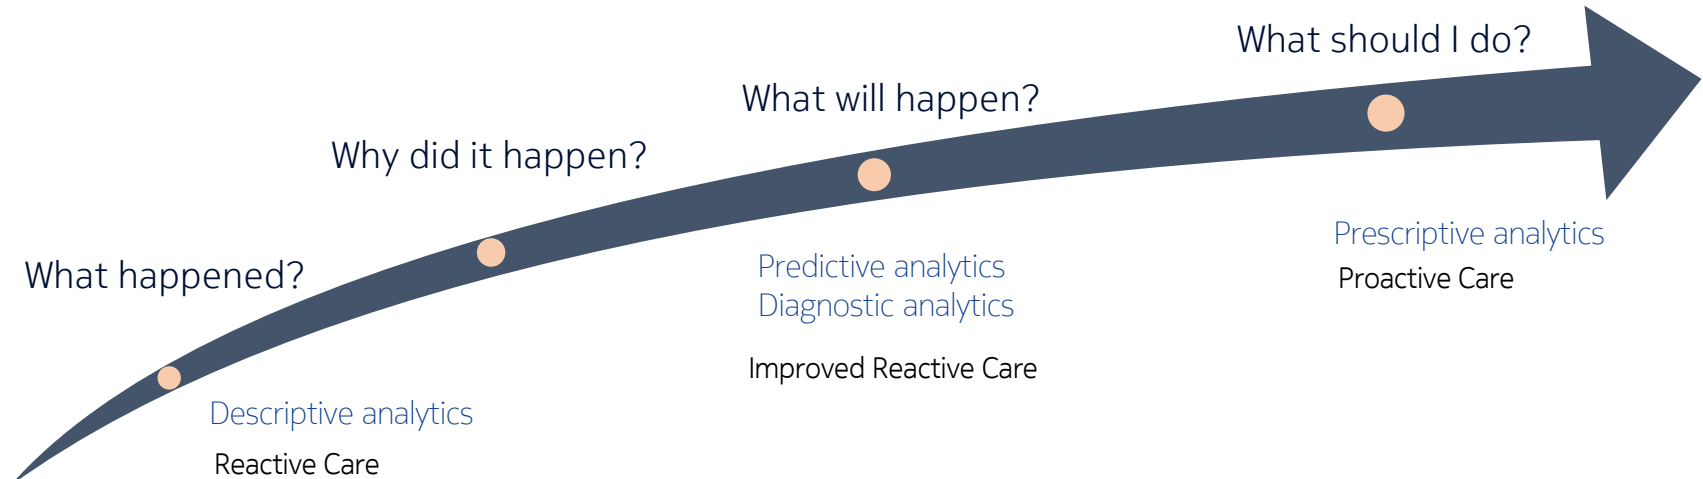 What should I do?
What will happen?
Why did it happen?
What happened?
Prescriptive analytics
Proactive Care
Predictive analytics
Diagnostic analytics
Improved Reactive Care
Descriptive analytics
Reactive Care